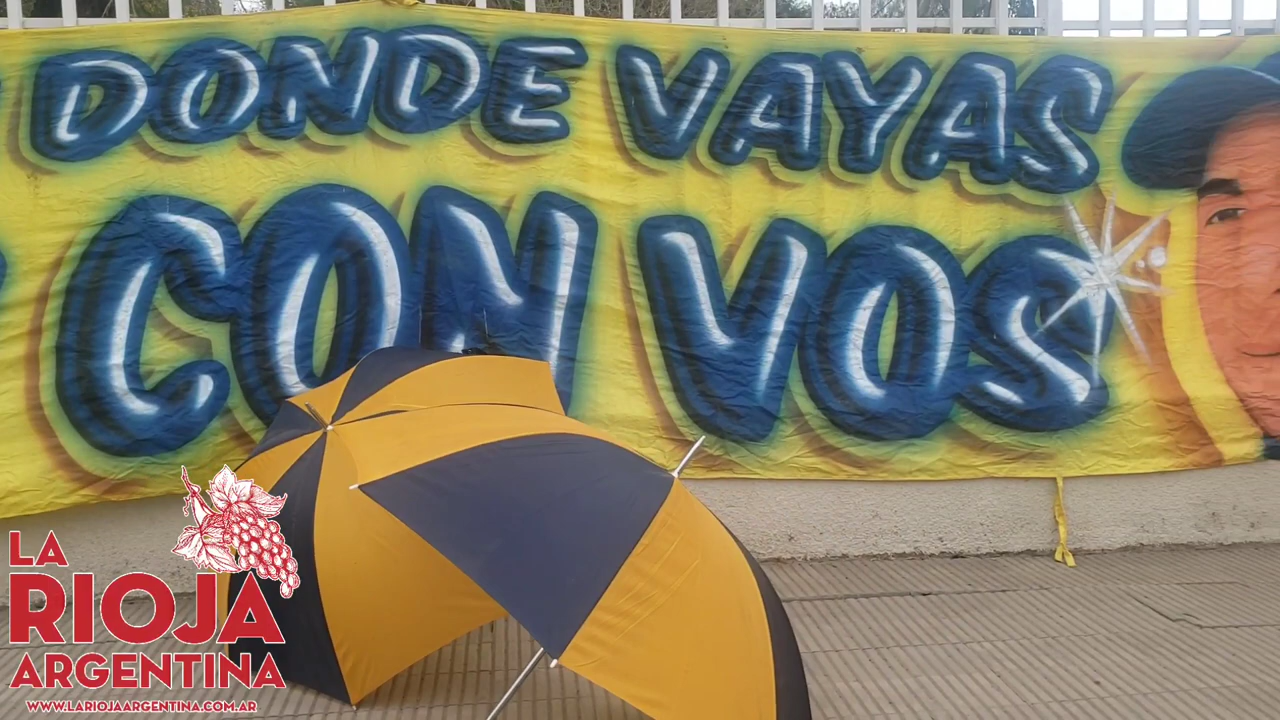 DONDE VAYAS
CON VOS
LA
RIOJA
ARGENTINA
WWW.LARIOJAARGENTINA.COM.AR